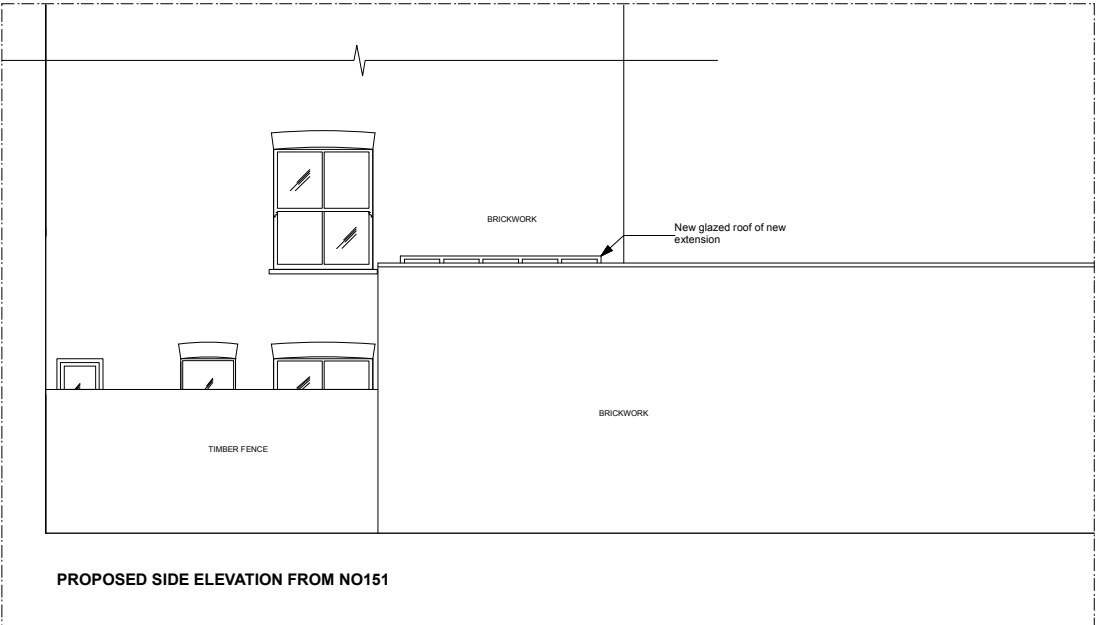 BRICKWORK
New glazed roof of new
extension
BRICKWORK
TIMBER FENCE
PROPOSED SIDE ELEVATION FROM NO151